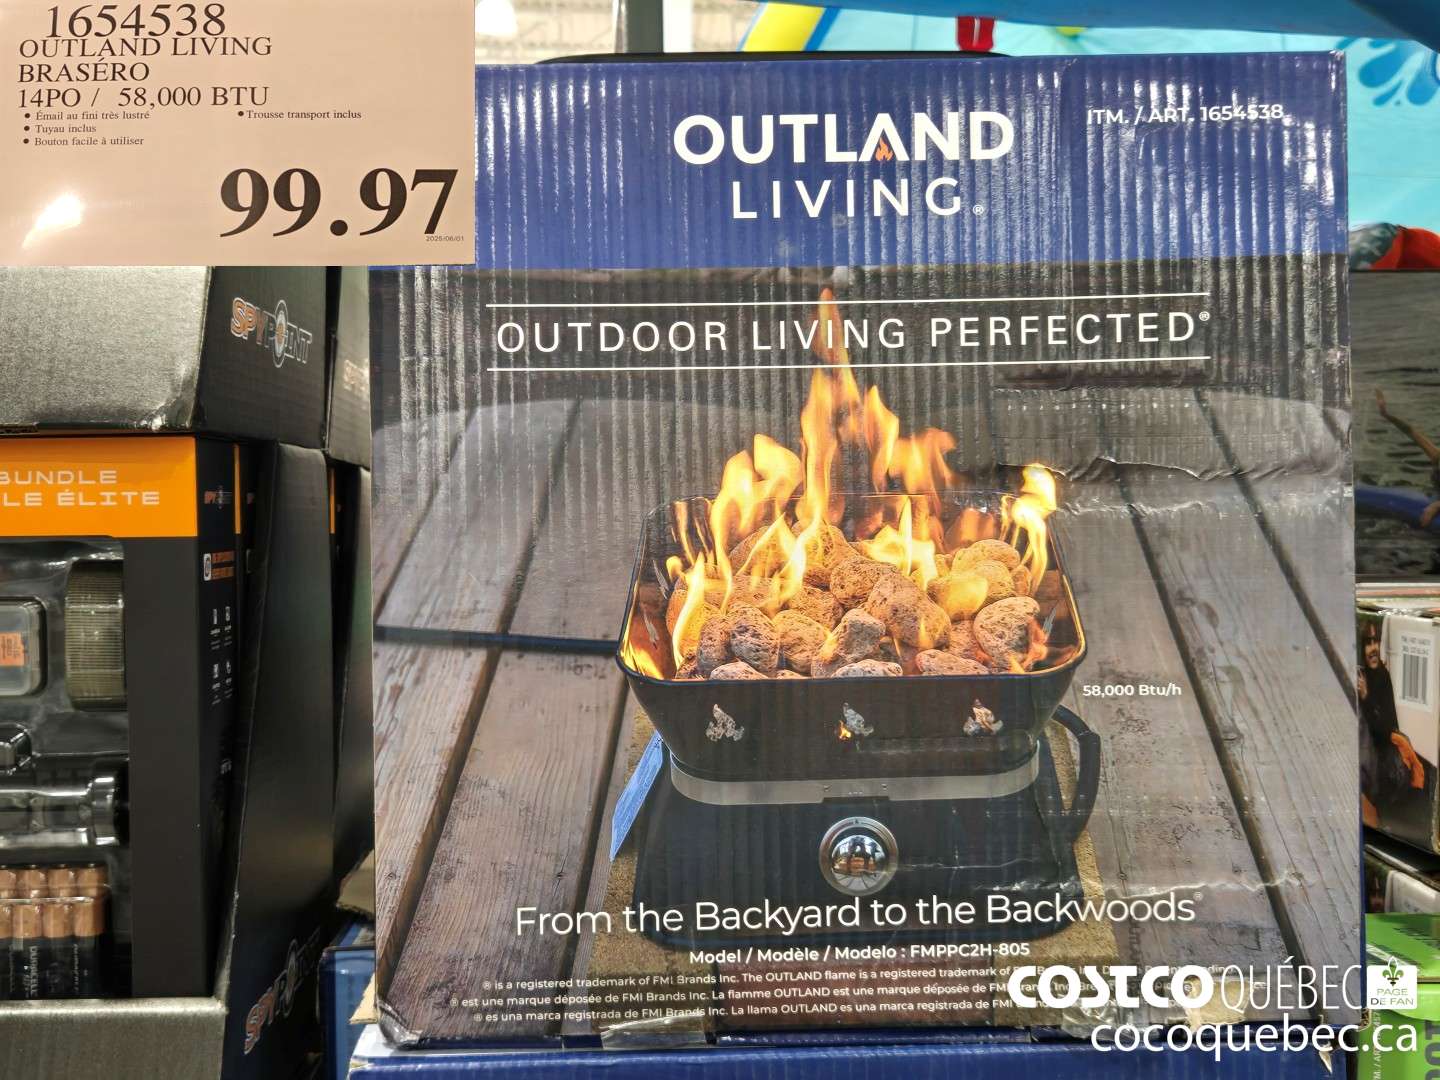 1654538
OUTLAND LIVING
BRASÉRO
14PO / 58,000 BTU
• Émail au fini très lustré
• Trousse transport inclus
• Tuyau inclus
• Bouton facile à utiliser
99.97
2025/06/01
ITM. / ART. 1654538
OUTLAND
LIVING®
OUTDOOR LIVING PERFECTED®
58,000 Btu/h
From the Backyard to the Backwoods®
Model / Modèle / Modelo : FMPPC2H-805
® is a registered trademark of FMI Brands Inc. The OUTLAND flame is a registered trademark of
® est une marque déposée de FMI Brands Inc. La flamme OUTLAND est une marque déposée de FMI
® es una marca registrada de FMI Brands Inc. La llama OUTLAND es una marca registrada de FMI
SPYPOINT
BUNDLE
LE ÉLITE
SPYPOINT
DURACELL
COSTCO QUÉBEC
PAGE
DE FAN
cocoquebec.ca